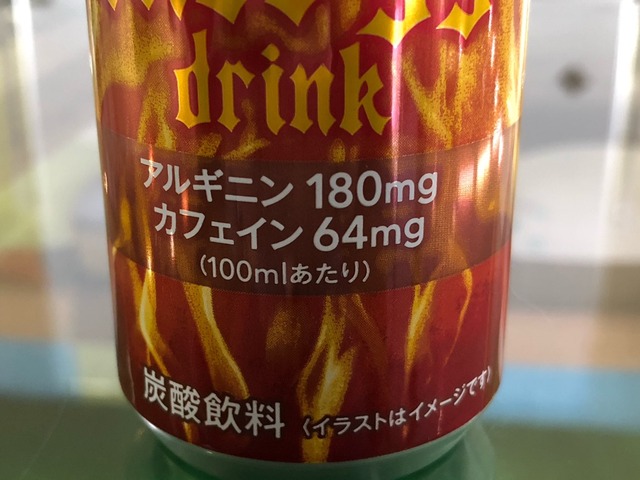 drink
アルギニン 180mg
カフェイン 64mg
(100mlあたり)
炭酸飲料 〈イラストはイメージです〉